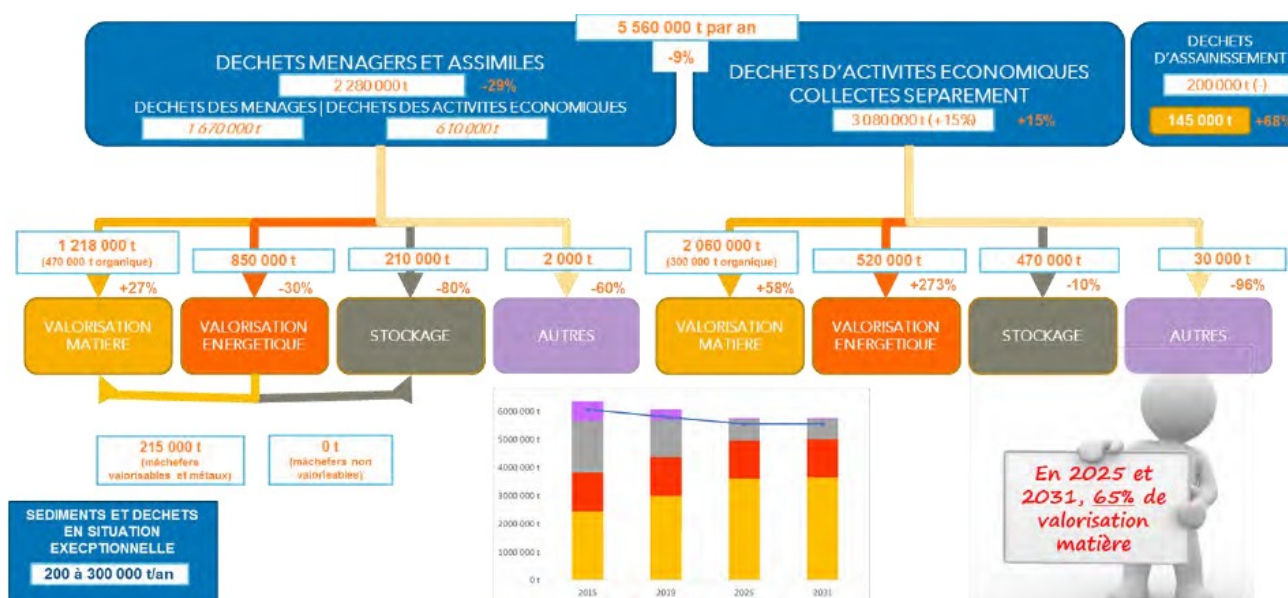 5 560 000 t par an
-9%
DECHETS MENAGERS ET ASSIMILES
2 280 000 t -29%
DECHETS DES MENAGES | DECHETS DES ACTIVITES ECONOMIQUES
1 670 000 t 610 000 t
DECHETS D'ACTIVITES ECONOMIQUES
COLLECTES SEPAREMENT
3 080 000 t (+15%) +15%
DECHETS
D'ASSAINISSEMENT
200 000 t (-)
145 000 t +68%
1 218 000 t
(470 000 t organique)
+27%
VALORISATION
MATIERE
850 000 t
-30%
VALORISATION
ENERGETIQUE
210 000 t
-80%
STOCKAGE
2 000 t
-60%
AUTRES
2 060 000 t
(300 000 t organique)
+58%
VALORISATION
MATIERE
520 000 t
+273%
VALORISATION
ENERGETIQUE
470 000 t
-10%
STOCKAGE
30 000 t
-96%
AUTRES
215 000 t
(mâchefers
valorisables et métaux)
0 t
(mâchefers non
valorisables)
SEDIMENTS ET DECHETS
EN SITUATION
EXECPTIONNELLE
200 à 300 000 t/an
6000 000 t
5000 000 t
4000 000 t
3000 000 t
2000 000 t
1000 000 t
0 t
2015 2019 2025 2031
En 2025 et
2031, 65% de
valorisation
matière